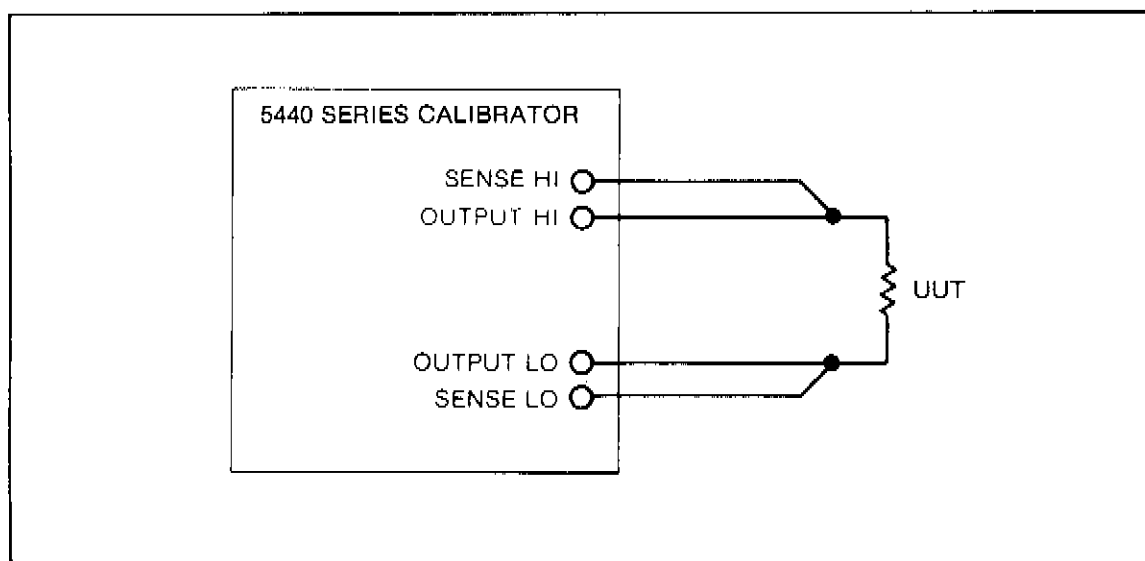 5440 SERIES CALIBRATOR
SENSE HI
OUTPUT HI
UUT
OUTPUT LO
SENSE LO